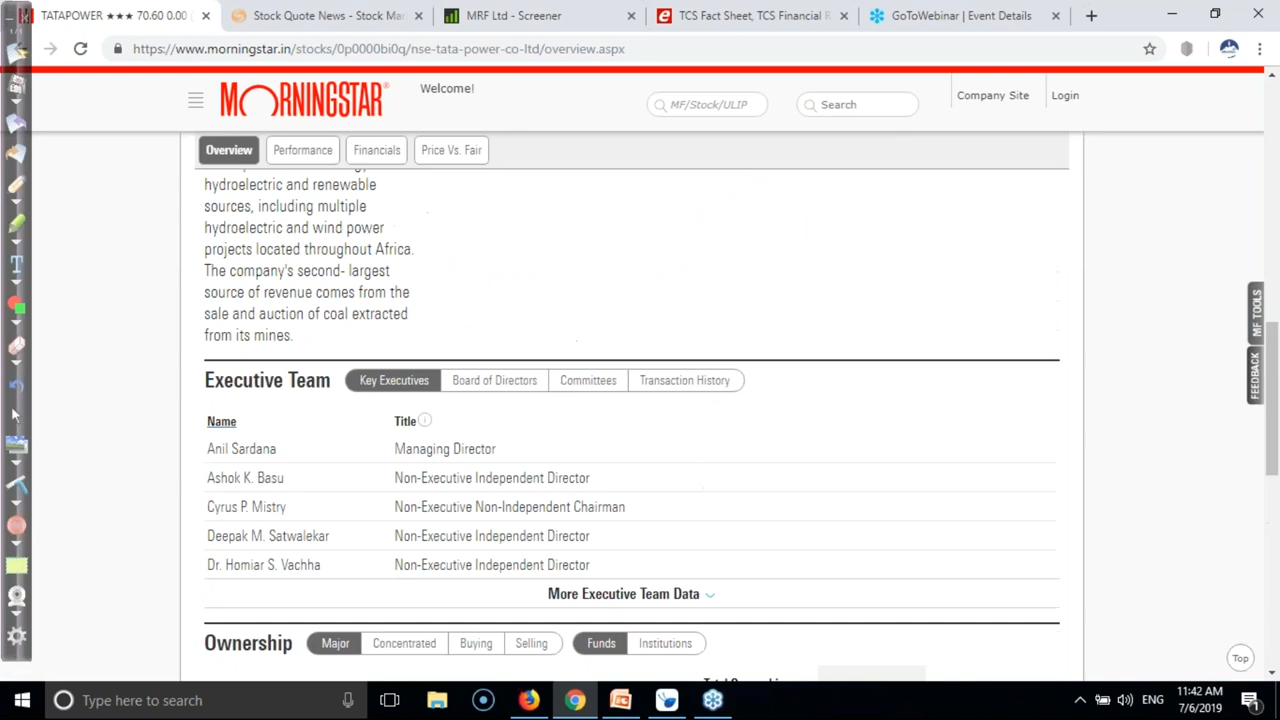 TATAPOWER ★★★ 70.60 0.00 (
Stock Quote News - Stock Mar
MRF Ltd - Screener
TCS Fact Sheet, TCS Financial R
GoToWebinar | Event Details
1/1
https://www.morningstar.in/stocks/0p0000bi0q/nse-tata-power-co-ltd/overview.aspx
MORNINGSTAR®
Welcome!
MF/Stock/ULIP
Search
Company Site
Login
Overview
Performance
Financials
Price Vs. Fair
hydroelectric and renewable
sources, including multiple
hydroelectric and wind power
projects located throughout Africa.
The company's second- largest
source of revenue comes from the
sale and auction of coal extracted
from its mines.
MF TOOLS
FEEDBACK
Executive Team
Key Executives
Board of Directors
Committees
Transaction History
Name Title
Anil Sardana Managing Director
Ashok K. Basu Non-Executive Independent Director
Cyrus P. Mistry Non-Executive Non-Independent Chairman
Deepak M. Satwalekar Non-Executive Independent Director
Dr. Homiar S. Vachha Non-Executive Independent Director
More Executive Team Data
Ownership
Major
Concentrated
Buying
Selling
Funds
Institutions
Top
Type here to search
ENG
11:42 AM
7/6/2019